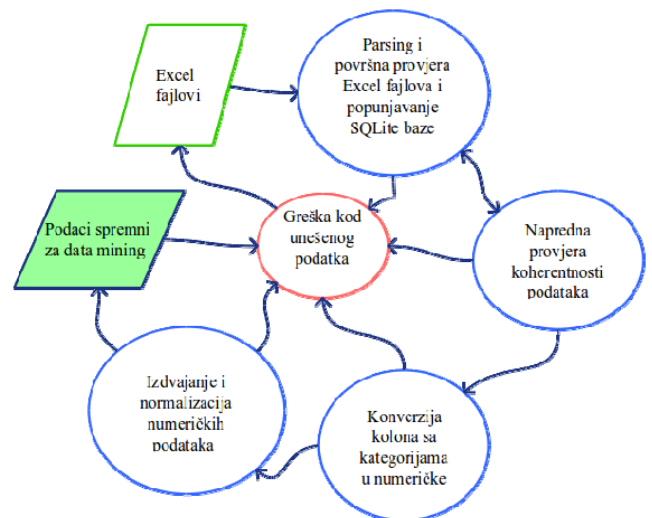 Excel
fajlovi
Parsing i
površna provjera
Excel fajlova i
popunjavanje
SQLite baze
Greška kod
unešenog
podatka
Podaci spremni
za data mining
Napredna
provjera
koherentnosti
podataka
Izdvajanje i
normalizacija
numeričkih
podataka
Konverzija
kolona sa
kategorijama
u numeričke